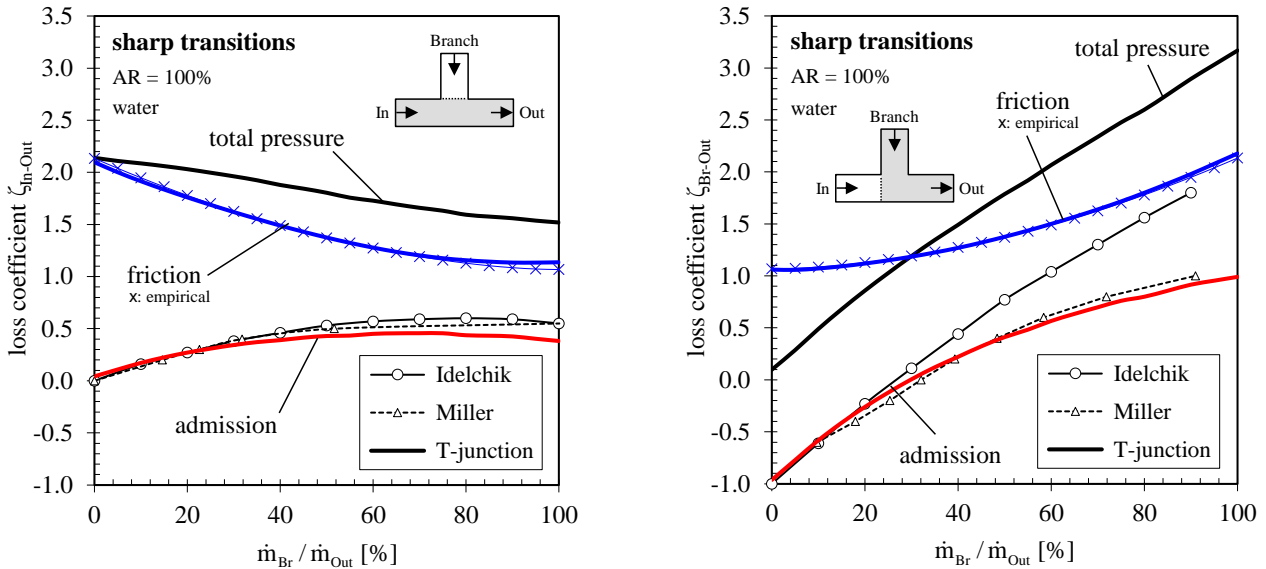 sharp transitions
AR = 100%
water
Branch
In
Out
total pressure
friction
x: empirical
admission
Idelchik
Miller
T-junction
3.5
3.0
2.5
2.0
1.5
1.0
0.5
0.0
-0.5
-1.0
0 20 40 60 80 100
loss coefficient ζIn-Out
ṁBr / ṁOut [%]
sharp transitions
AR = 100%
water
total pressure
friction
x: empirical
Branch
In
Out
admission
Idelchik
Miller
T-junction
3.5
3.0
2.5
2.0
1.5
1.0
0.5
0.0
-0.5
-1.0
0 20 40 60 80 100
loss coefficient ζBr-Out
ṁBr / ṁOut [%]